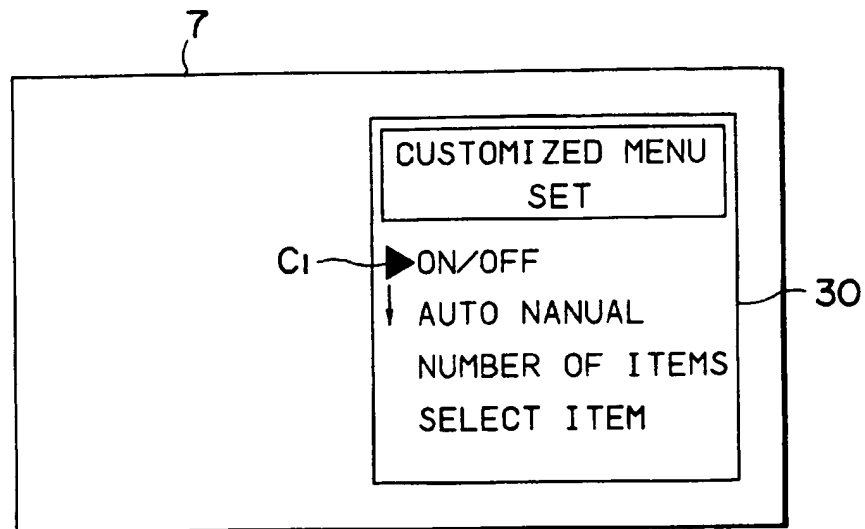 7
CUSTOMIZED MENU
SET
C1
ON/OFF
AUTO NANUAL
30
NUMBER OF ITEMS
SELECT ITEM